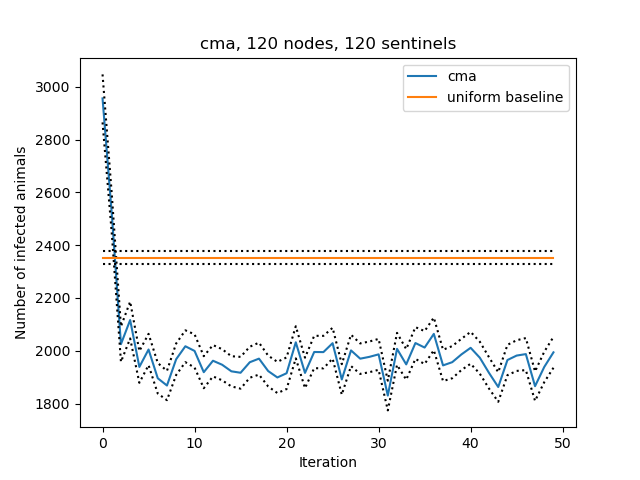 cma, 120 nodes, 120 sentinels
cma
uniform baseline
Number of infected animals
3000
2800
2600
2400
2200
2000
1800
0
10
20
30
40
50
Iteration